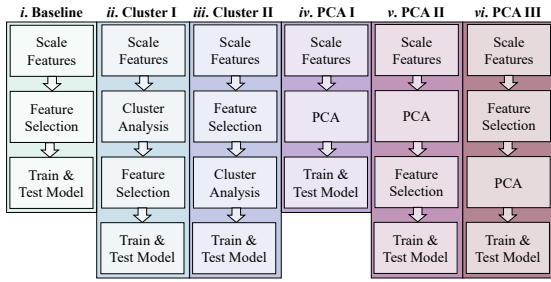 i. Baseline
Scale
Features
Feature
Selection
Train &
Test Model
ii. Cluster I
Scale
Features
Cluster
Analysis
Feature
Selection
Train &
Test Model
iii. Cluster II
Scale
Features
Feature
Selection
Cluster
Analysis
Train &
Test Model
iv. PCA I
Scale
Features
PCA
Train &
Test Model
v. PCA II
Scale
Features
PCA
Feature
Selection
Train &
Test Model
vi. PCA III
Scale
Features
Feature
Selection
PCA
Train &
Test Model